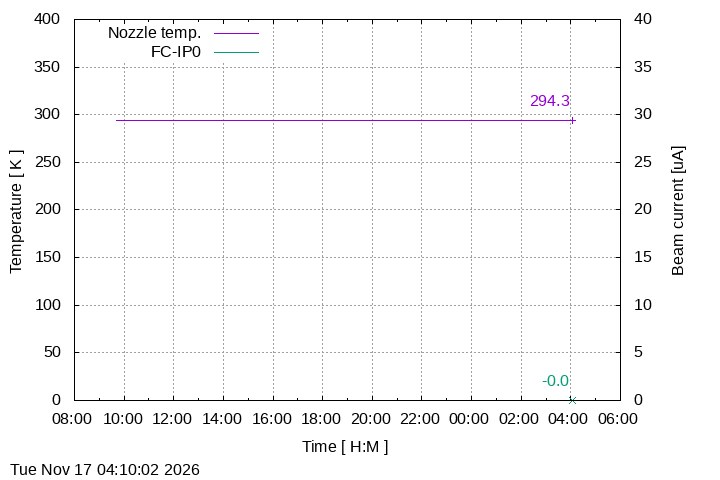 Nozzle temp.
FC-IP0
400
350
300
250
200
150
100
50
0
Temperature [ K ]
40
35
30
25
20
15
10
5
0
Beam current [uA]
294.3
-0.0
08:00 10:00 12:00 14:00 16:00 18:00 20:00 22:00 00:00 02:00 04:00 06:00
Time [ H:M ]
Tue Nov 17 04:10:02 2026